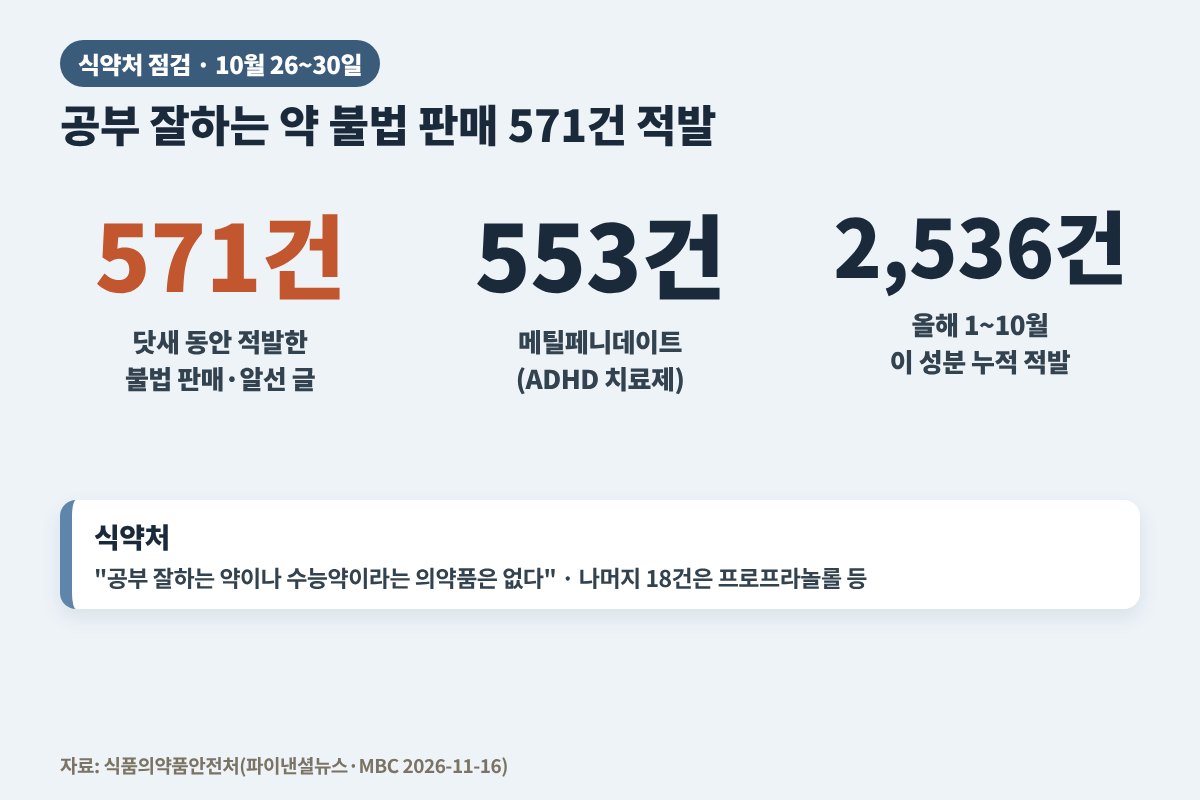 식약처 점검 · 10월 26~30일
공부 잘하는 약 불법 판매 571건 적발
571건
닷새 동안 적발한
불법 판매·알선 글
553건
메틸페니데이트
(ADHD 치료제)
2,536건
올해 1~10월
이 성분 누적 적발
식약처
"공부 잘하는 약이나 수능약이라는 의약품은 없다" · 나머지 18건은 프로프라놀롤 등
자료: 식품의약품안전처(파이낸셜뉴스·MBC 2026-11-16)